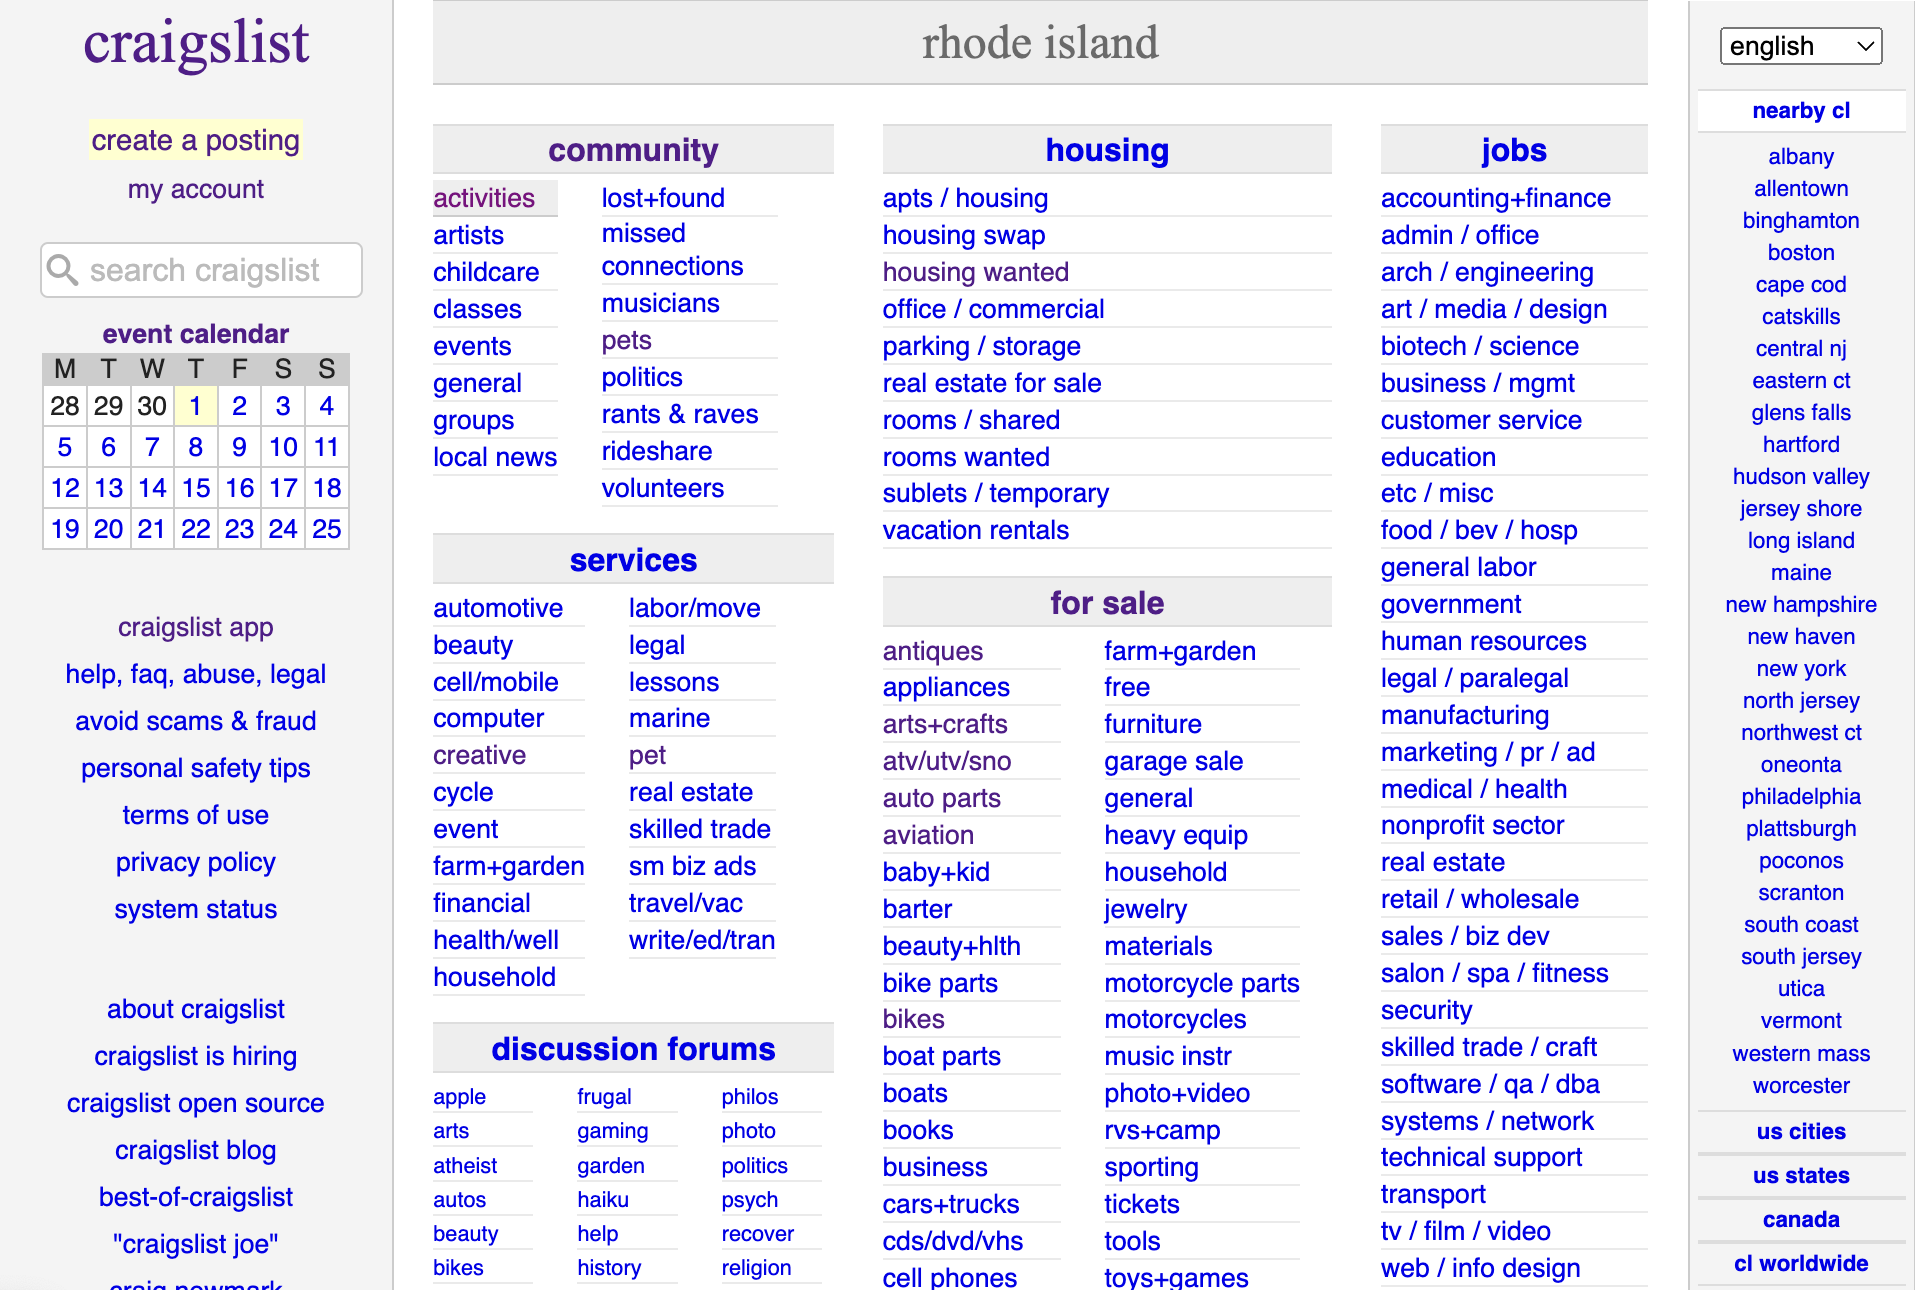 craigslist
create a posting
my account
search craigslist
event calendar
M T W T F S S
28 29 30 1 2 3 4
5 6 7 8 9 10 11
12 13 14 15 16 17 18
19 20 21 22 23 24 25
craigslist app
help, faq, abuse, legal
avoid scams & fraud
personal safety tips
terms of use
privacy policy
system status
about craigslist
craigslist is hiring
craigslist open source
craigslist blog
best-of-craigslist
"craigslist joe"
craig newmark
rhode island
community
activities
artists
childcare
classes
events
general
groups
local news
lost+found
missed
connections
musicians
pets
politics
rants & raves
rideshare
volunteers
services
automotive
beauty
cell/mobile
computer
creative
cycle
event
farm+garden
financial
health/well
household
labor/move
legal
lessons
marine
pet
real estate
skilled trade
sm biz ads
travel/vac
write/ed/tran
discussion forums
apple
arts
atheist
autos
beauty
bikes
frugal
gaming
garden
haiku
help
history
philos
photo
politics
psych
recover
religion
housing
apts / housing
housing swap
housing wanted
office / commercial
parking / storage
real estate for sale
rooms / shared
rooms wanted
sublets / temporary
vacation rentals
for sale
antiques
appliances
arts+crafts
atv/utv/sno
auto parts
aviation
baby+kid
barter
beauty+hlth
bike parts
bikes
boat parts
boats
books
business
cars+trucks
cds/dvd/vhs
cell phones
farm+garden
free
furniture
garage sale
general
heavy equip
household
jewelry
materials
motorcycle parts
motorcycles
music instr
photo+video
rvs+camp
sporting
tickets
tools
toys+games
jobs
accounting+finance
admin / office
arch / engineering
art / media / design
biotech / science
business / mgmt
customer service
education
etc / misc
food / bev / hosp
general labor
government
human resources
legal / paralegal
manufacturing
marketing / pr / ad
medical / health
nonprofit sector
real estate
retail / wholesale
sales / biz dev
salon / spa / fitness
security
skilled trade / craft
software / qa / dba
systems / network
technical support
transport
tv / film / video
web / info design
english
nearby cl
albany
allentown
binghamton
boston
cape cod
catskills
central nj
eastern ct
glens falls
hartford
hudson valley
jersey shore
long island
maine
new hampshire
new haven
new york
north jersey
northwest ct
oneonta
philadelphia
plattsburgh
poconos
scranton
south coast
south jersey
utica
vermont
western mass
worcester
us cities
us states
canada
cl worldwide